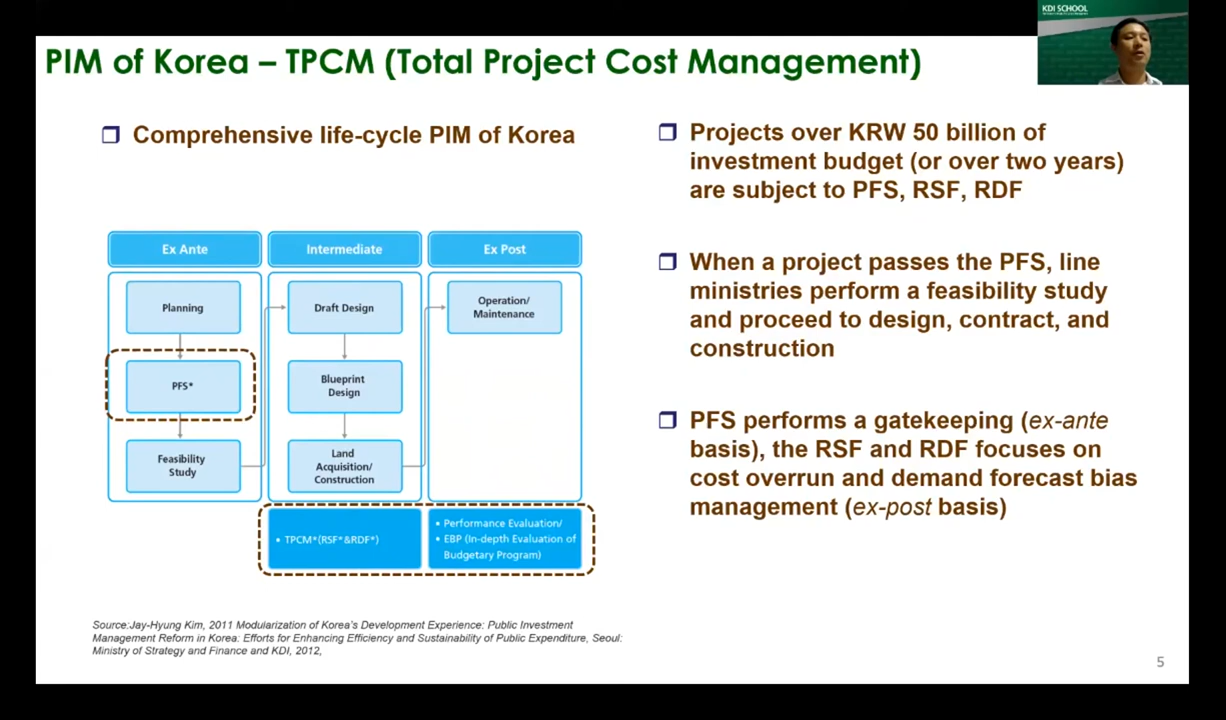 KDI SCHOOL
PIM of Korea – TPCM (Total Project Cost Management)
❒ Comprehensive life-cycle PIM of Korea
Ex Ante
Intermediate
Ex Post
Planning
Draft Design
Operation/
Maintenance
PFS*
Blueprint
Design
Feasibility
Study
Land
Acquisition/
Construction
• TPCM*(RSF*&RDF*)
• Performance Evaluation/
• EBP (In-depth Evaluation of
Budgetary Program)
Source;Jay-Hyung Kim, 2011 Modularization of Korea's Development Experience: Public Investment
Management Reform in Korea: Efforts for Enhancing Efficiency and Sustainability of Public Expenditure, Seoul:
Ministry of Strategy and Finance and KDI, 2012,
❒ Projects over KRW 50 billion of
investment budget (or over two years)
are subject to PFS, RSF, RDF
❒ When a project passes the PFS, line
ministries perform a feasibility study
and proceed to design, contract, and
construction
❒ PFS performs a gatekeeping (ex-ante
basis), the RSF and RDF focuses on
cost overrun and demand forecast bias
management (ex-post basis)
5